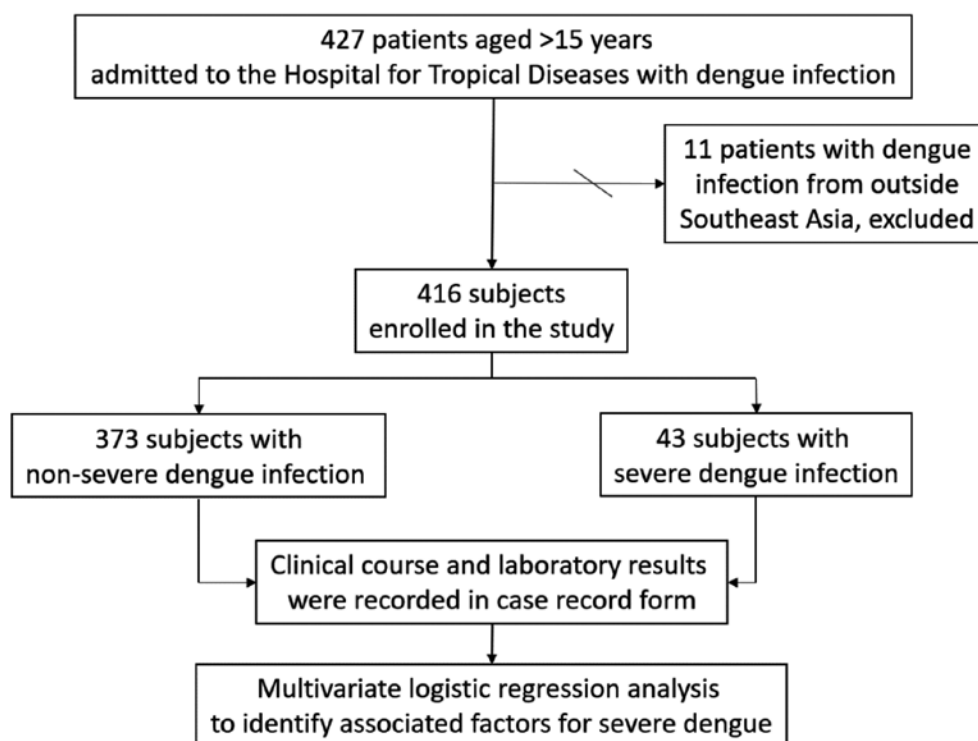 427 patients aged >15 years
admitted to the Hospital for Tropical Diseases with dengue infection
11 patients with dengue
infection from outside
Southeast Asia, excluded
416 subjects
enrolled in the study
373 subjects with
non-severe dengue infection
43 subjects with
severe dengue infection
Clinical course and laboratory results
were recorded in case record form
Multivariate logistic regression analysis
to identify associated factors for severe dengue